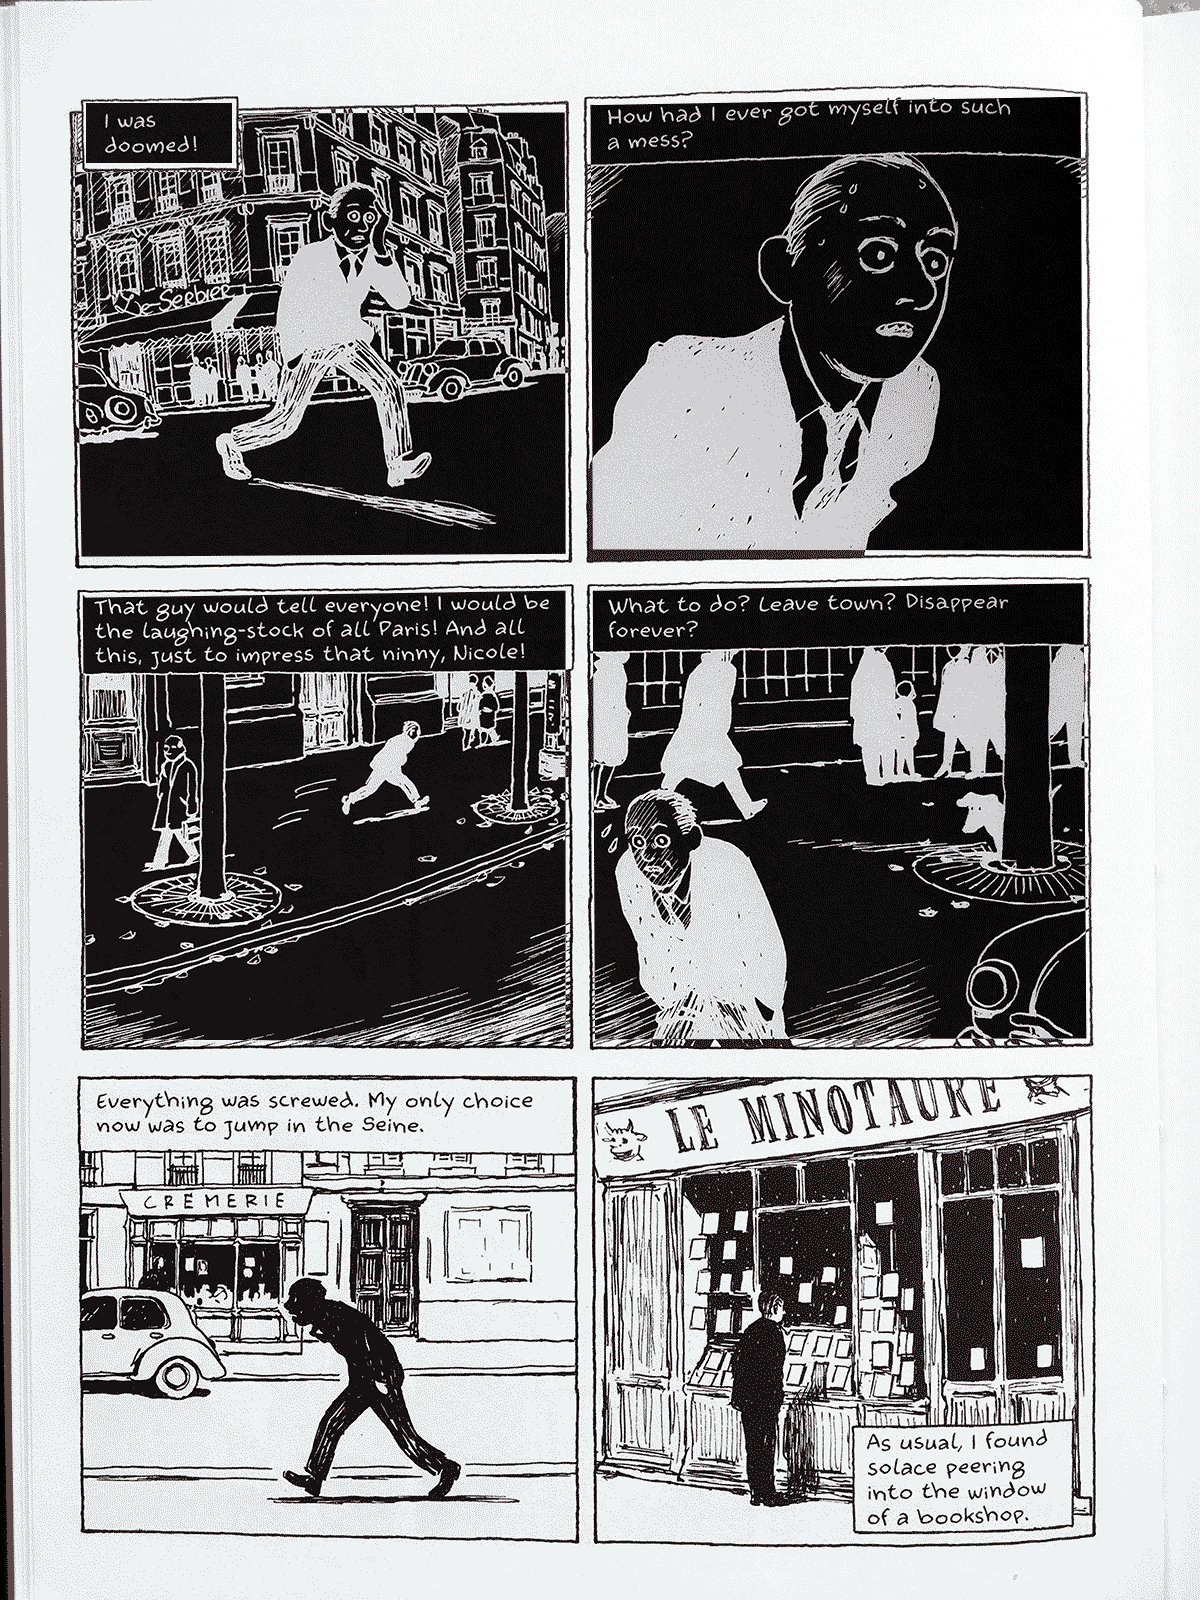 I was
doomed!
How had I ever got myself into such
a mess?
Le Serbier
That guy would tell everyone! I would be
the laughing-stock of all Paris! And all
this, just to impress that ninny, Nicole!
What to do? Leave town? Disappear
forever?
Everything was screwed. My only choice
now was to jump in the Seine.
CREMERIE
LE MINOTAURE
As usual, I found
solace peering
into the window
of a bookshop.